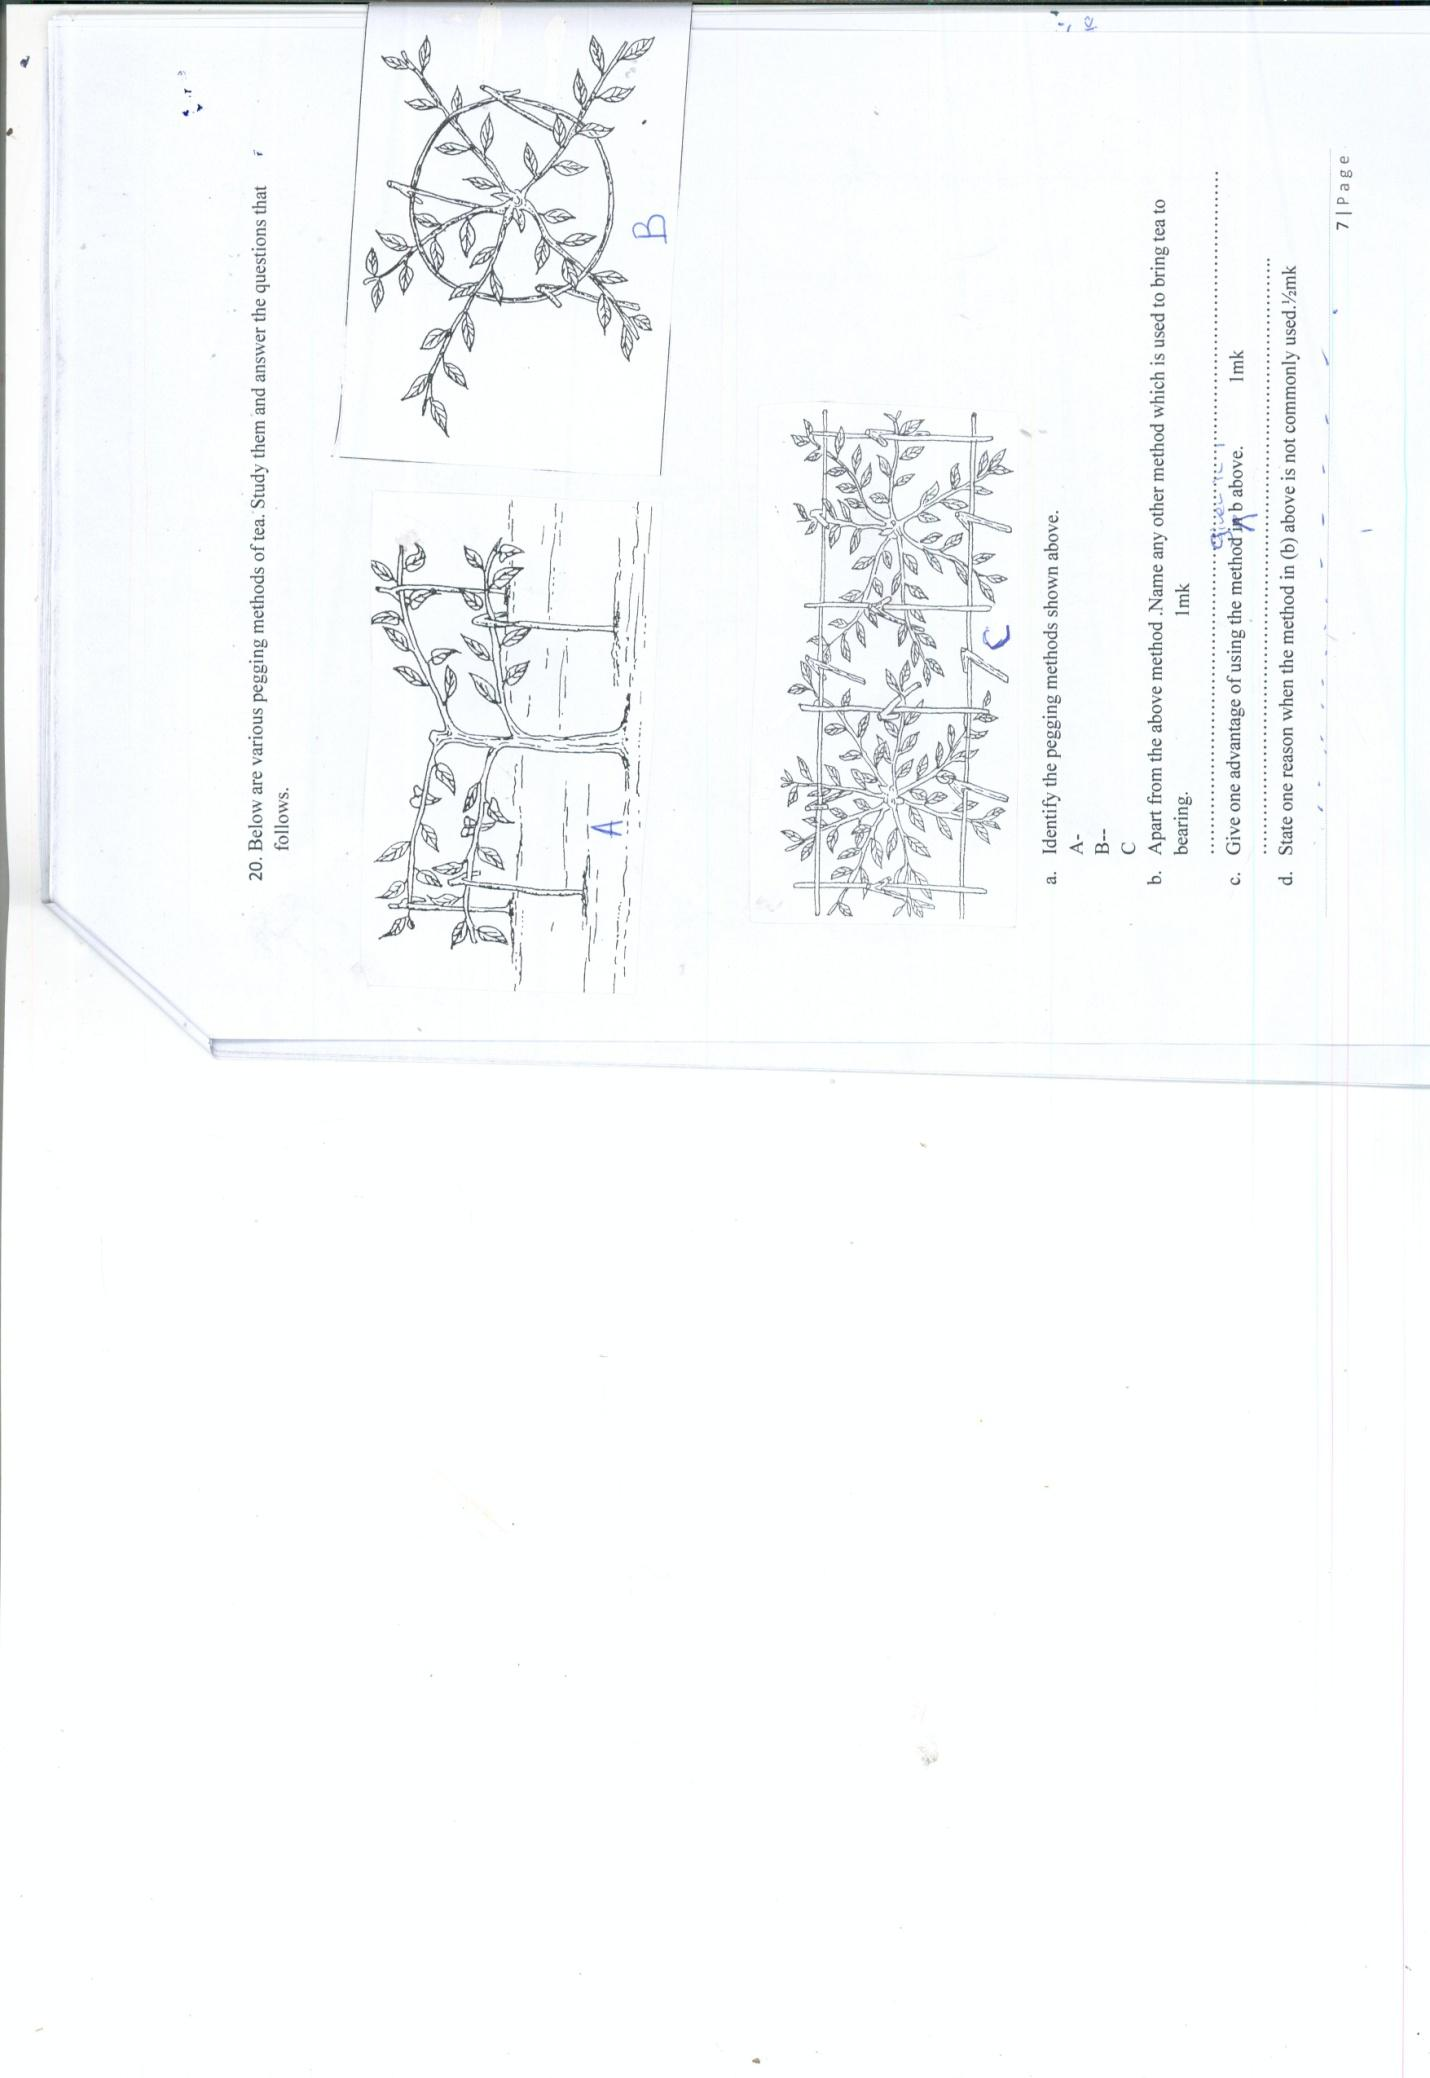 20. Below are various pegging methods of tea. Study them and answer the questions that
follows.
A
B
C
a. Identify the pegging methods shown above.
A-
B--
C
b. Apart from the above method .Name any other method which is used to bring tea to
bearing. 1mk
c. Give one advantage of using the method in b above. 1mk
d. State one reason when the method in (b) above is not commonly used.½mk
7 | Page